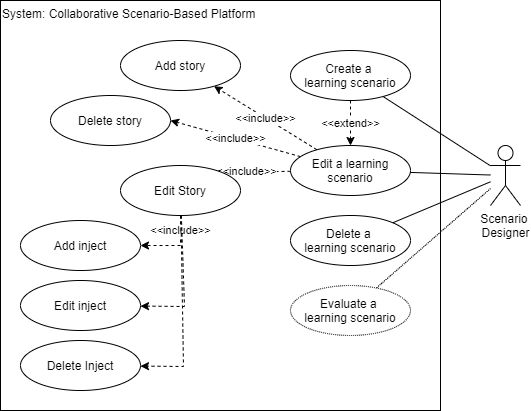 System: Collaborative Scenario-Based Platform
Add story
Create a
learning scenario
Delete story
<<include>>
<<extend>>
<<include>>
Edit a learning
scenario
<<include>>
Edit Story
Scenario
Designer
<<include>>
Add inject
Delete a
learning scenario
Edit inject
Evaluate a
learning scenario
Delete Inject